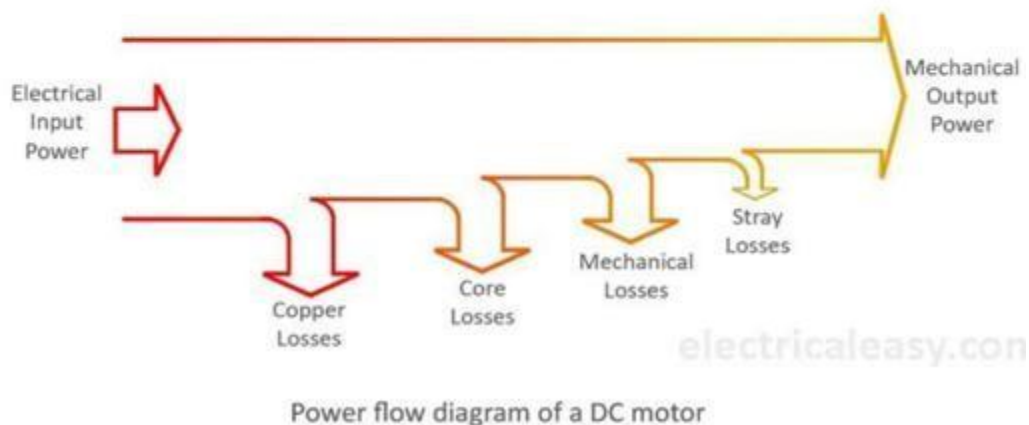 Electrical
Input
Power
Mechanical
Output
Power
Copper
Losses
Core
Losses
Mechanical
Losses
Stray
Losses
electricaleasy.com
Power flow diagram of a DC motor